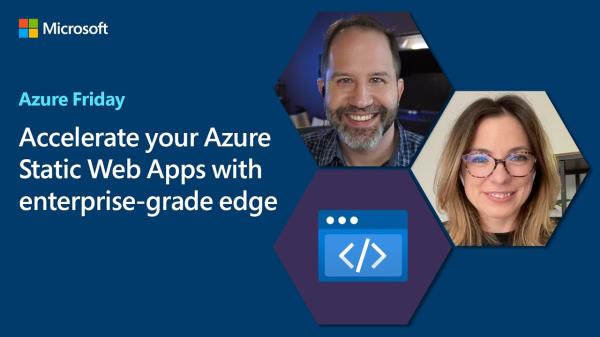 Microsoft
Azure Friday
Accelerate your Azure
Static Web Apps with
enterprise-grade edge
</>